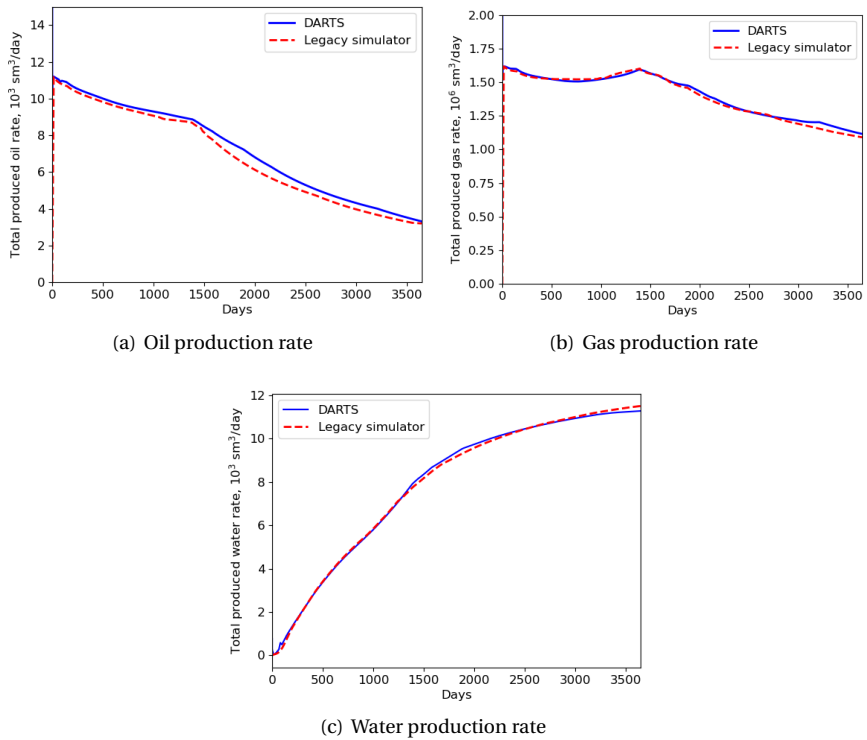 DARTS
Legacy simulator
Total produced oil rate, 10³ sm³/day
14
12
10
8
6
4
2
0
0 500 1000 1500 2000 2500 3000 3500
Days
(a) Oil production rate
DARTS
Legacy simulator
Total produced gas rate, 10⁶ sm³/day
2.00
1.75
1.50
1.25
1.00
0.75
0.50
0.25
0.00
0 500 1000 1500 2000 2500 3000 3500
Days
(b) Gas production rate
DARTS
Legacy simulator
Total produced water rate, 10³ sm³/day
12
10
8
6
4
2
0
0 500 1000 1500 2000 2500 3000 3500
Days
(c) Water production rate